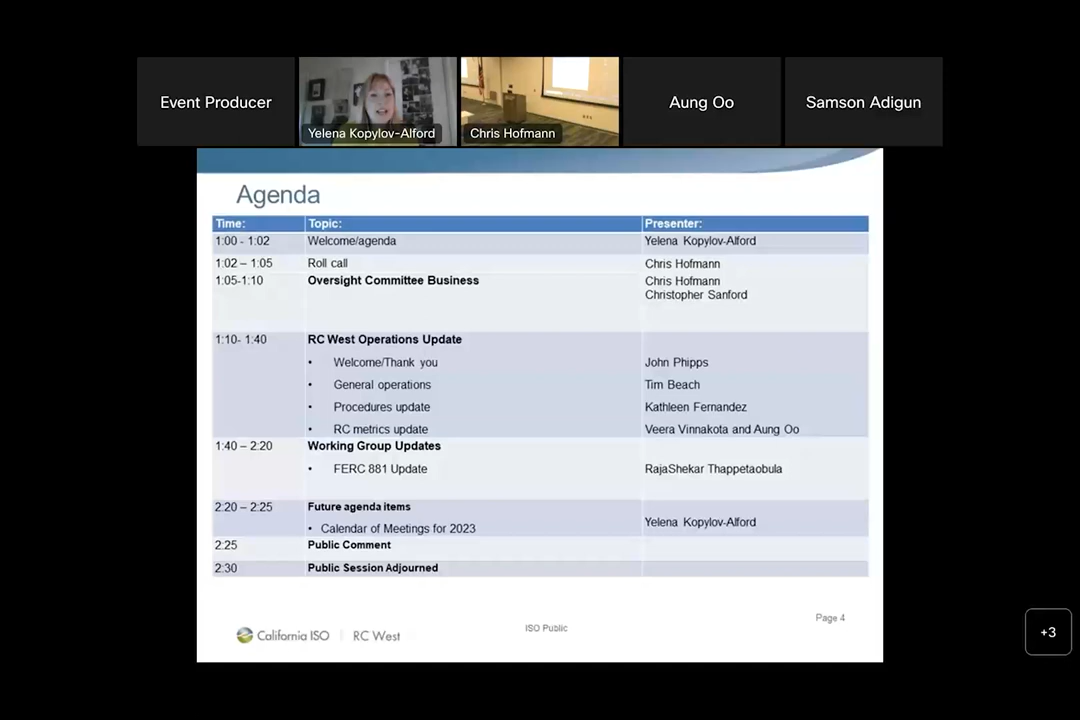 Event Producer
Yelena Kopylov-Alford
Chris Hofmann
Aung Oo
Samson Adigun
Agenda
Time: Topic: Presenter:
1:00 - 1:02 Welcome/agenda Yelena Kopylov-Alford
1:02 – 1:05 Roll call Chris Hofmann
1:05-1:10 Oversight Committee Business Chris Hofmann
Christopher Sanford
1:10- 1:40 RC West Operations Update
• Welcome/Thank you John Phipps
• General operations Tim Beach
• Procedures update Kathleen Fernandez
• RC metrics update Veera Vinnakota and Aung Oo
1:40 – 2:20 Working Group Updates
• FERC 881 Update RajaShekar Thappetaobula
2:20 – 2:25 Future agenda items
• Calendar of Meetings for 2023 Yelena Kopylov-Alford
2:25 Public Comment
2:30 Public Session Adjourned
California ISO | RC West
ISO Public
Page 4
+3